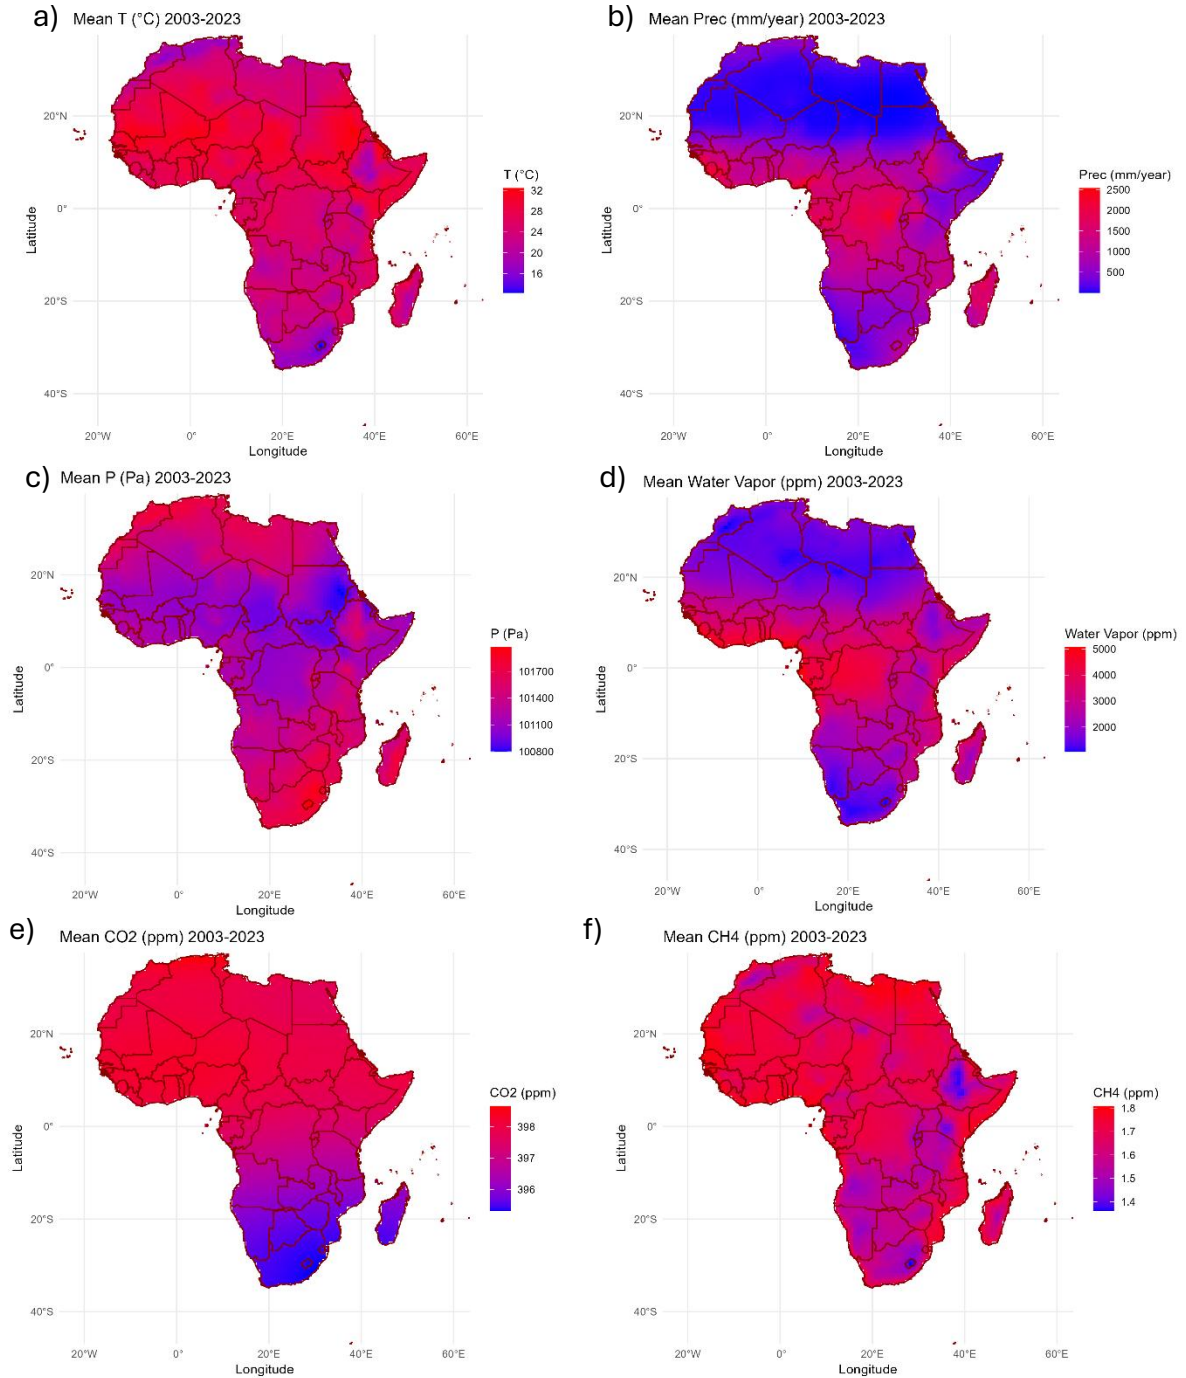 a) Mean T (°C) 2003-2023
20°N
0°
20°S
40°S
20°W 0° 20°E 40°E 60°E
Longitude
Latitude
T (°C)
32
28
24
20
16
b) Mean Prec (mm/year) 2003-2023
20°N
0°
20°S
40°S
20°W 0° 20°E 40°E 60°E
Longitude
Latitude
Prec (mm/year)
2500
2000
1500
1000
500
c) Mean P (Pa) 2003-2023
20°N
0°
20°S
40°S
20°W 0° 20°E 40°E 60°E
Longitude
Latitude
P (Pa)
101700
101400
101100
100800
d) Mean Water Vapor (ppm) 2003-2023
20°N
0°
20°S
40°S
20°W 0° 20°E 40°E 60°E
Longitude
Latitude
Water Vapor (ppm)
5000
4000
3000
2000
e) Mean CO2 (ppm) 2003-2023
20°N
0°
20°S
40°S
20°W 0° 20°E 40°E 60°E
Longitude
Latitude
CO2 (ppm)
398
397
396
f) Mean CH4 (ppm) 2003-2023
20°N
0°
20°S
40°S
20°W 0° 20°E 40°E 60°E
Longitude
Latitude
CH4 (ppm)
1.8
1.7
1.6
1.5
1.4